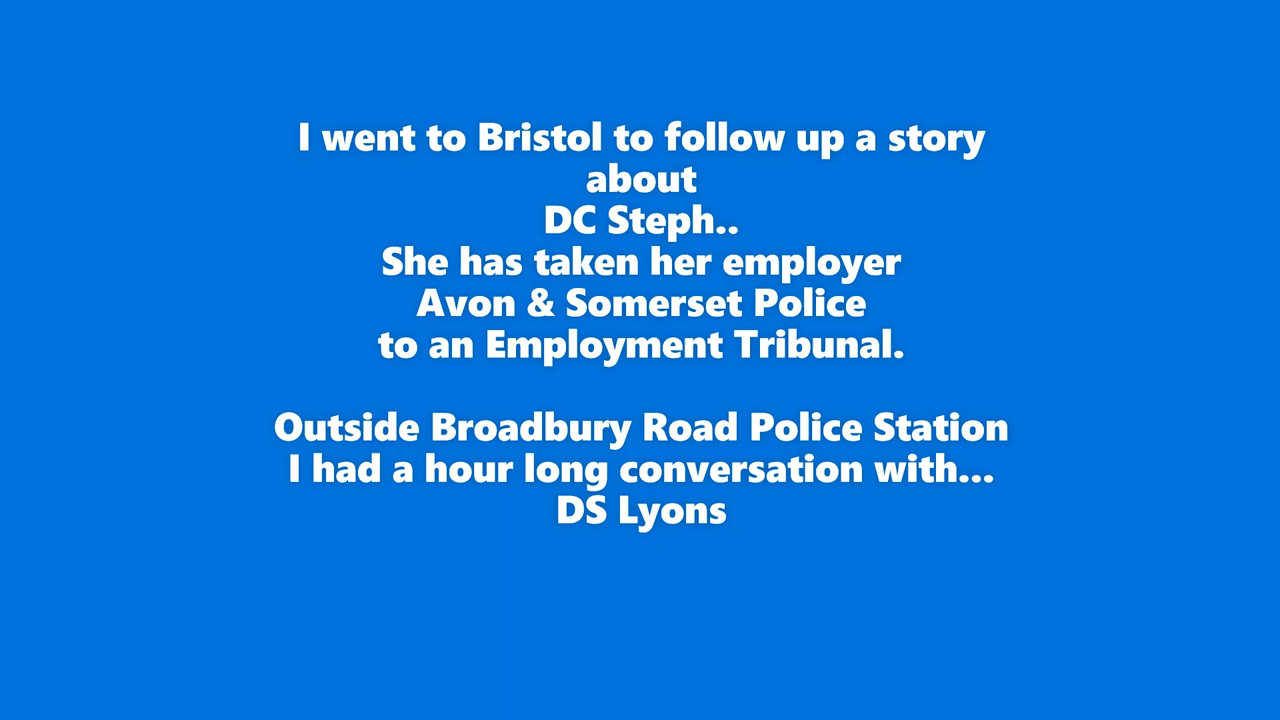 I went to Bristol to follow up a story
about
DC Steph..
She has taken her employer
Avon & Somerset Police
to an Employment Tribunal.
Outside Broadbury Road Police Station
I had a hour long conversation with...
DS Lyons